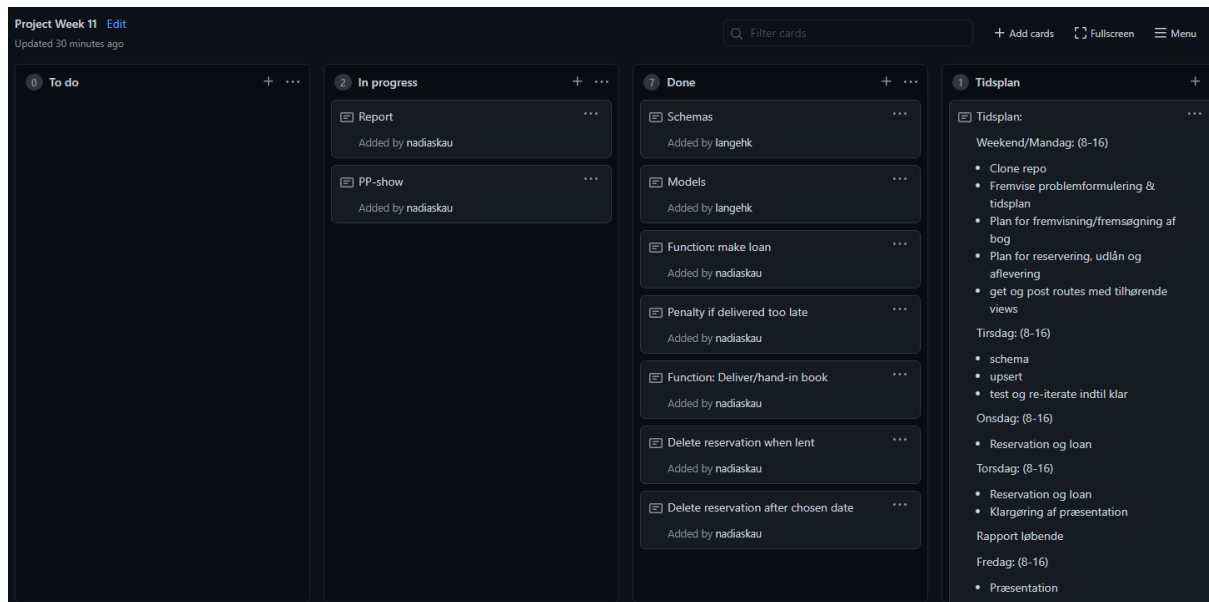 Project Week 11 Edit
Updated 30 minutes ago
Filter cards
Add cards
Fullscreen
Menu
0 To do
2 In progress
Report
Added by nadiaskau
PP-show
Added by nadiaskau
7 Done
Schemas
Added by langehk
Models
Added by langehk
Function: make loan
Added by nadiaskau
Penalty if delivered too late
Added by nadiaskau
Function: Deliver/hand-in book
Added by nadiaskau
Delete reservation when lent
Added by nadiaskau
Delete reservation after chosen date
Added by nadiaskau
1 Tidsplan
Tidsplan:
Weekend/Mandag: (8-16)
Clone repo
Fremvise problemformulering &
tidsplan
Plan for fremvisning/fremsøgning af
bog
Plan for reservering, udlån og
aflevering
get og post routes med tilhørende
views
Tirsdag: (8-16)
schema
upsert
test og re-iterate indtil klar
Onsdag: (8-16)
Reservation og loan
Torsdag: (8-16)
Reservation og loan
Klargøring af præsentation
Rapport løbende
Fredag: (8-16)
Præsentation